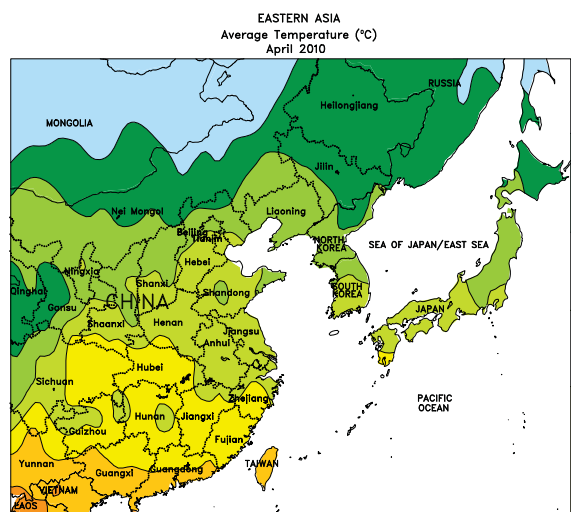 EASTERN ASIA
Average Temperature (°C)
April 2010
RUSSIA
Heilongjiang
MONGOLIA
Jilin
Nei Mongol
Liaoning
Beijing
Tianjin
NORTH
KOREA
SEA OF JAPAN/EAST SEA
Hebei
Ningxia
Shanxi
Qinghai
SOUTH
KOREA
Shandong
CHINA
Gansu
JAPAN
Shaanxi
Henan
Jiangsu
Anhui
Hubei
Sichuan
Zhejiang
PACIFIC
OCEAN
Hunan
Jiangxi
Guizhou
Fujian
Yunnan
TAIWAN
Guangxi
Guangdong
VIETNAM
LAOS